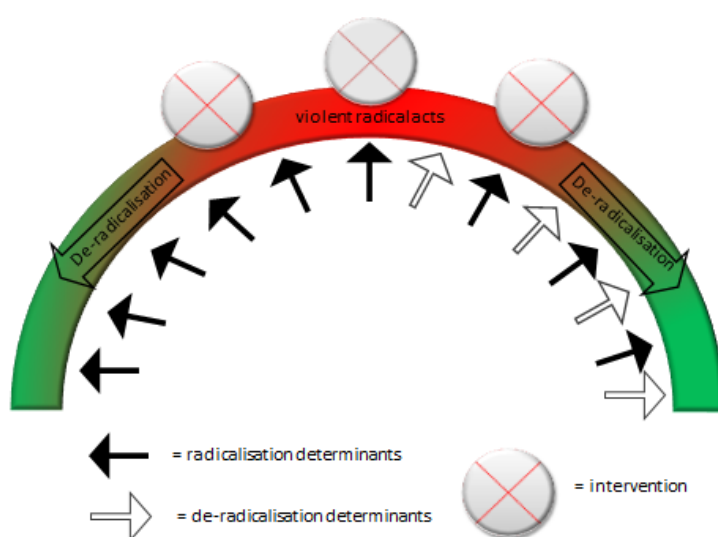 violent radicalacts
De-radicalisation
De-radicalisation
= radicalisation determinants
= intervention
= de-radicalisation determinants